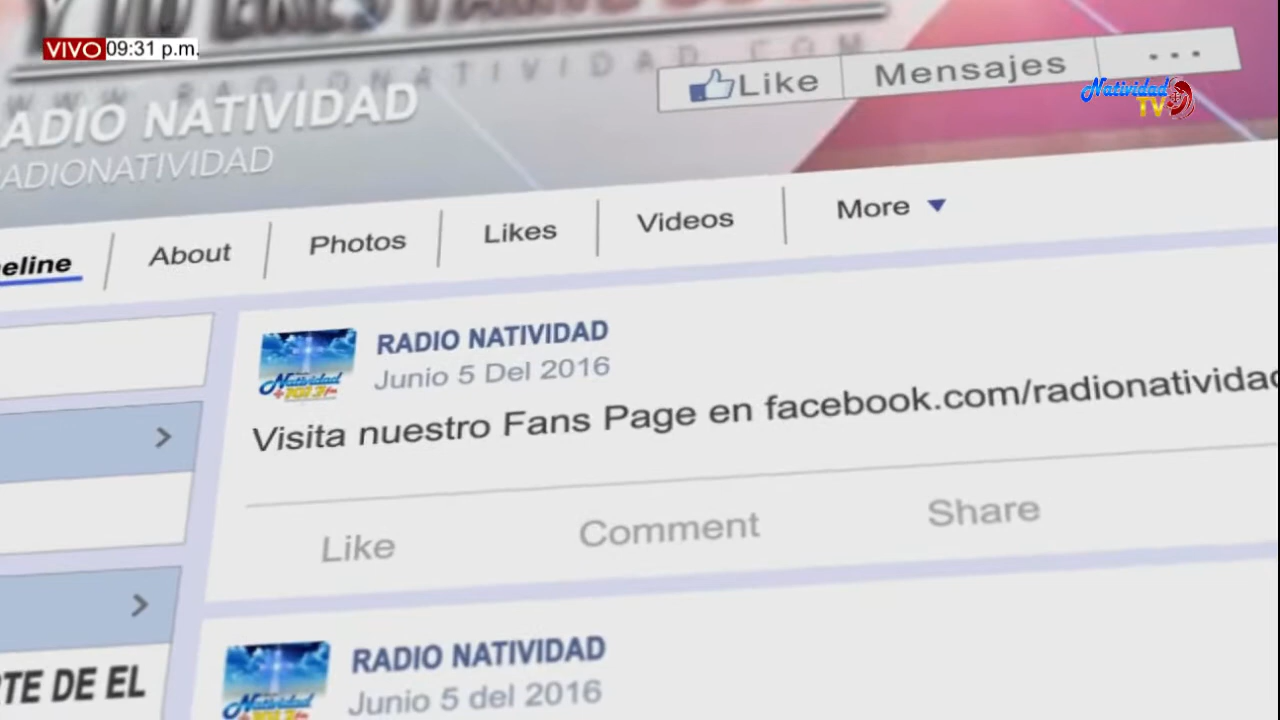 VIVO 09:31 p.m.
Like
Mensajes
...
Natividad
TV
ADIO NATIVIDAD
RADIONATIVIDAD
eline
About
Photos
Likes
Videos
More
RADIO NATIVIDAD
Junio 5 Del 2016
Visita nuestro Fans Page en facebook.com/radionatividad
Like
Comment
Share
RTE DE EL
RADIO NATIVIDAD
Junio 5 del 2016